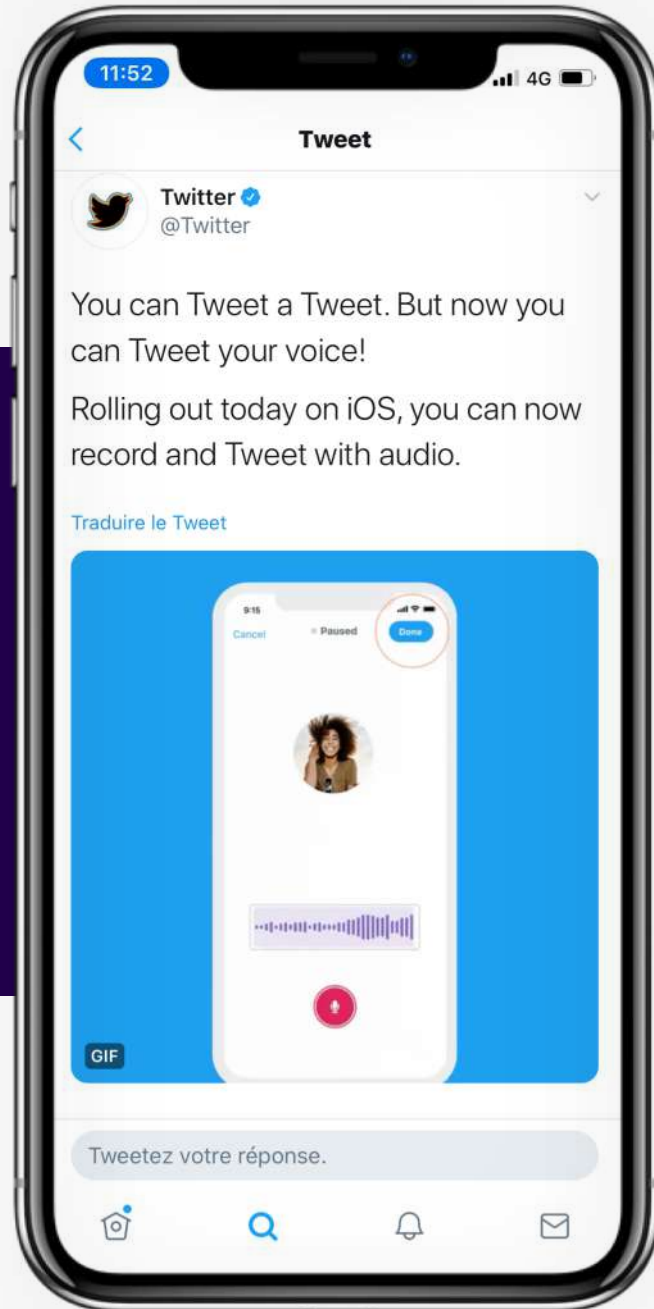 11:52
4G
Tweet
Twitter
@Twitter
You can Tweet a Tweet. But now you
can Tweet your voice!
Rolling out today on iOS, you can now
record and Tweet with audio.
Traduire le Tweet
9:15
Cancel
Paused
Done
GIF
Tweetez votre réponse.